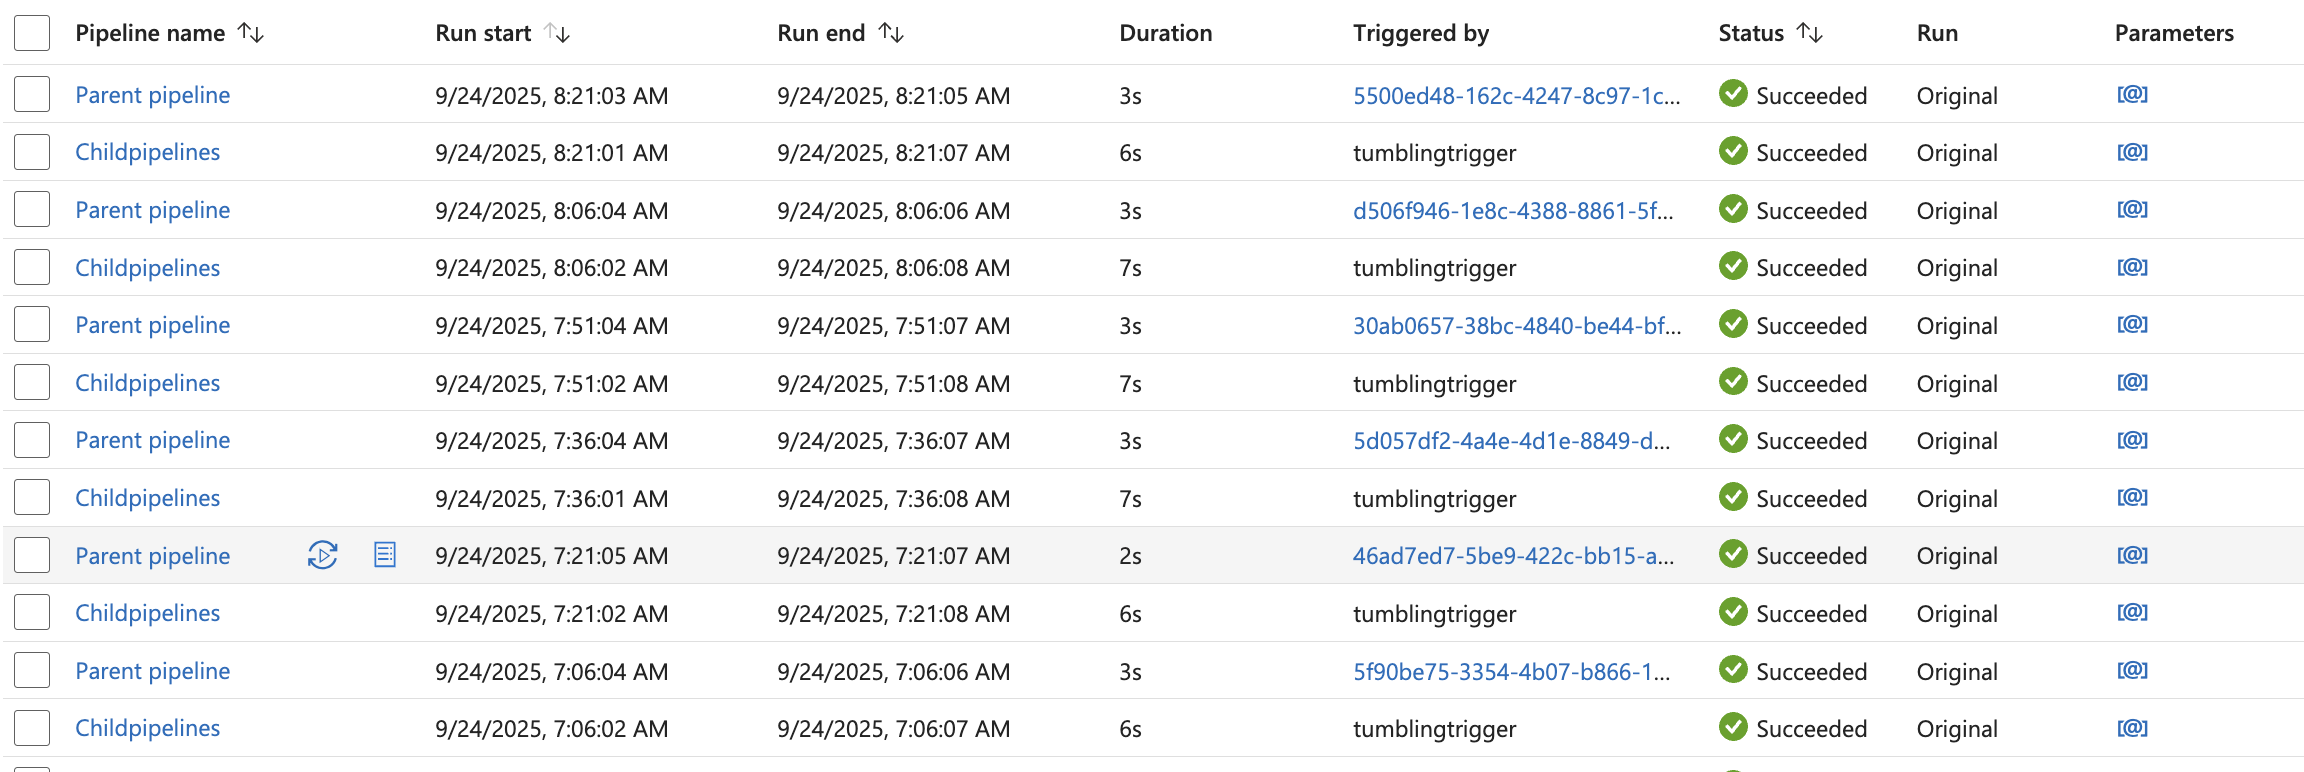 Pipeline name Run start Run end Duration Triggered by Status Run Parameters
Parent pipeline 9/24/2025, 8:21:03 AM 9/24/2025, 8:21:05 AM 3s 5500ed48-162c-4247-8c97-1c... Succeeded Original [@]
Childpipelines 9/24/2025, 8:21:01 AM 9/24/2025, 8:21:07 AM 6s tumblingtrigger Succeeded Original [@]
Parent pipeline 9/24/2025, 8:06:04 AM 9/24/2025, 8:06:06 AM 3s d506f946-1e8c-4388-8861-5f... Succeeded Original [@]
Childpipelines 9/24/2025, 8:06:02 AM 9/24/2025, 8:06:08 AM 7s tumblingtrigger Succeeded Original [@]
Parent pipeline 9/24/2025, 7:51:04 AM 9/24/2025, 7:51:07 AM 3s 30ab0657-38bc-4840-be44-bf... Succeeded Original [@]
Childpipelines 9/24/2025, 7:51:02 AM 9/24/2025, 7:51:08 AM 7s tumblingtrigger Succeeded Original [@]
Parent pipeline 9/24/2025, 7:36:04 AM 9/24/2025, 7:36:07 AM 3s 5d057df2-4a4e-4d1e-8849-d... Succeeded Original [@]
Childpipelines 9/24/2025, 7:36:01 AM 9/24/2025, 7:36:08 AM 7s tumblingtrigger Succeeded Original [@]
Parent pipeline 9/24/2025, 7:21:05 AM 9/24/2025, 7:21:07 AM 2s 46ad7ed7-5be9-422c-bb15-a... Succeeded Original [@]
Childpipelines 9/24/2025, 7:21:02 AM 9/24/2025, 7:21:08 AM 6s tumblingtrigger Succeeded Original [@]
Parent pipeline 9/24/2025, 7:06:04 AM 9/24/2025, 7:06:06 AM 3s 5f90be75-3354-4b07-b866-1... Succeeded Original [@]
Childpipelines 9/24/2025, 7:06:02 AM 9/24/2025, 7:06:07 AM 6s tumblingtrigger Succeeded Original [@]